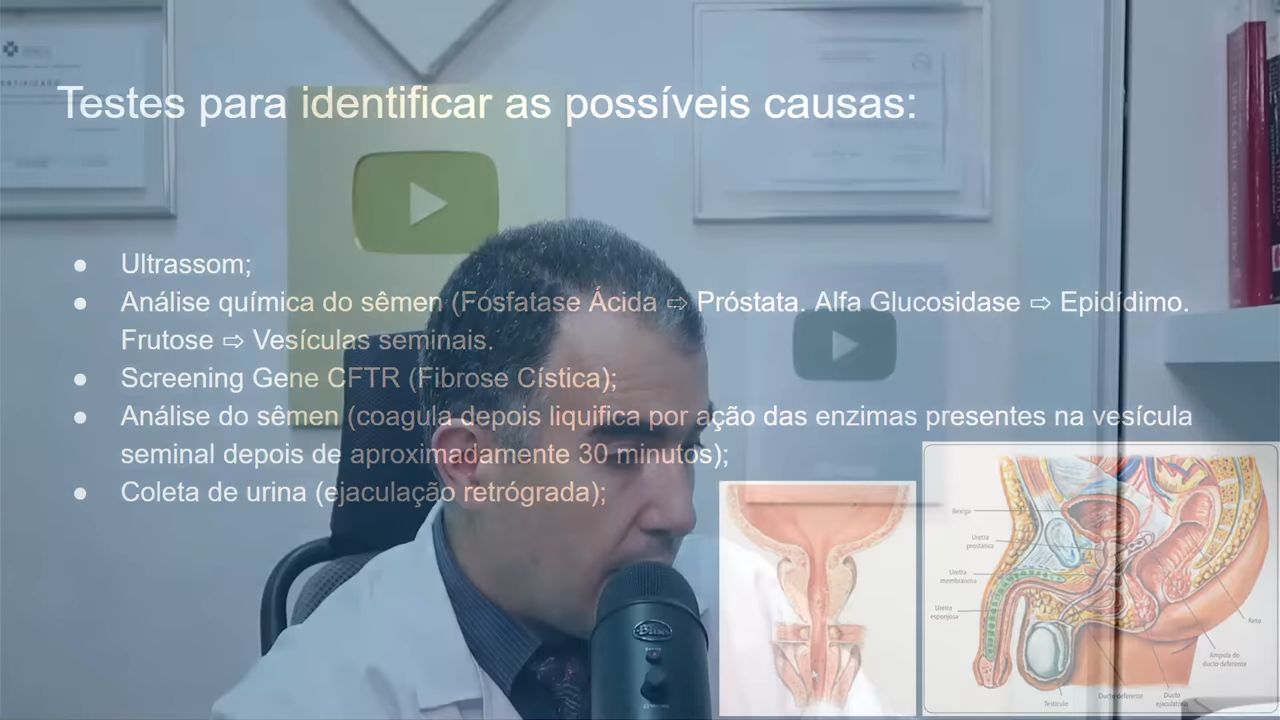 Testes para identificar as possíveis causas:
● Ultrassom;
● Análise química do sêmen (Fosfatase Ácida ⇨ Próstata. Alfa Glucosidase ⇨ Epidídimo.
Frutose ⇨ Vesículas seminais.
● Screening Gene CFTR (Fibrose Cística);
● Análise do sêmen (coagula depois liquifica por ação das enzimas presentes na vesícula
seminal depois de aproximadamente 30 minutos);
● Coleta de urina (ejaculação retrógrada);
Bexiga
Uretra
prostática
Uretra
membranosa
Uretra
esponjosa
Reto
Ampola do
ducto deferente
Ducto deferente
Ducto
ejaculatório
Testículo
Blue